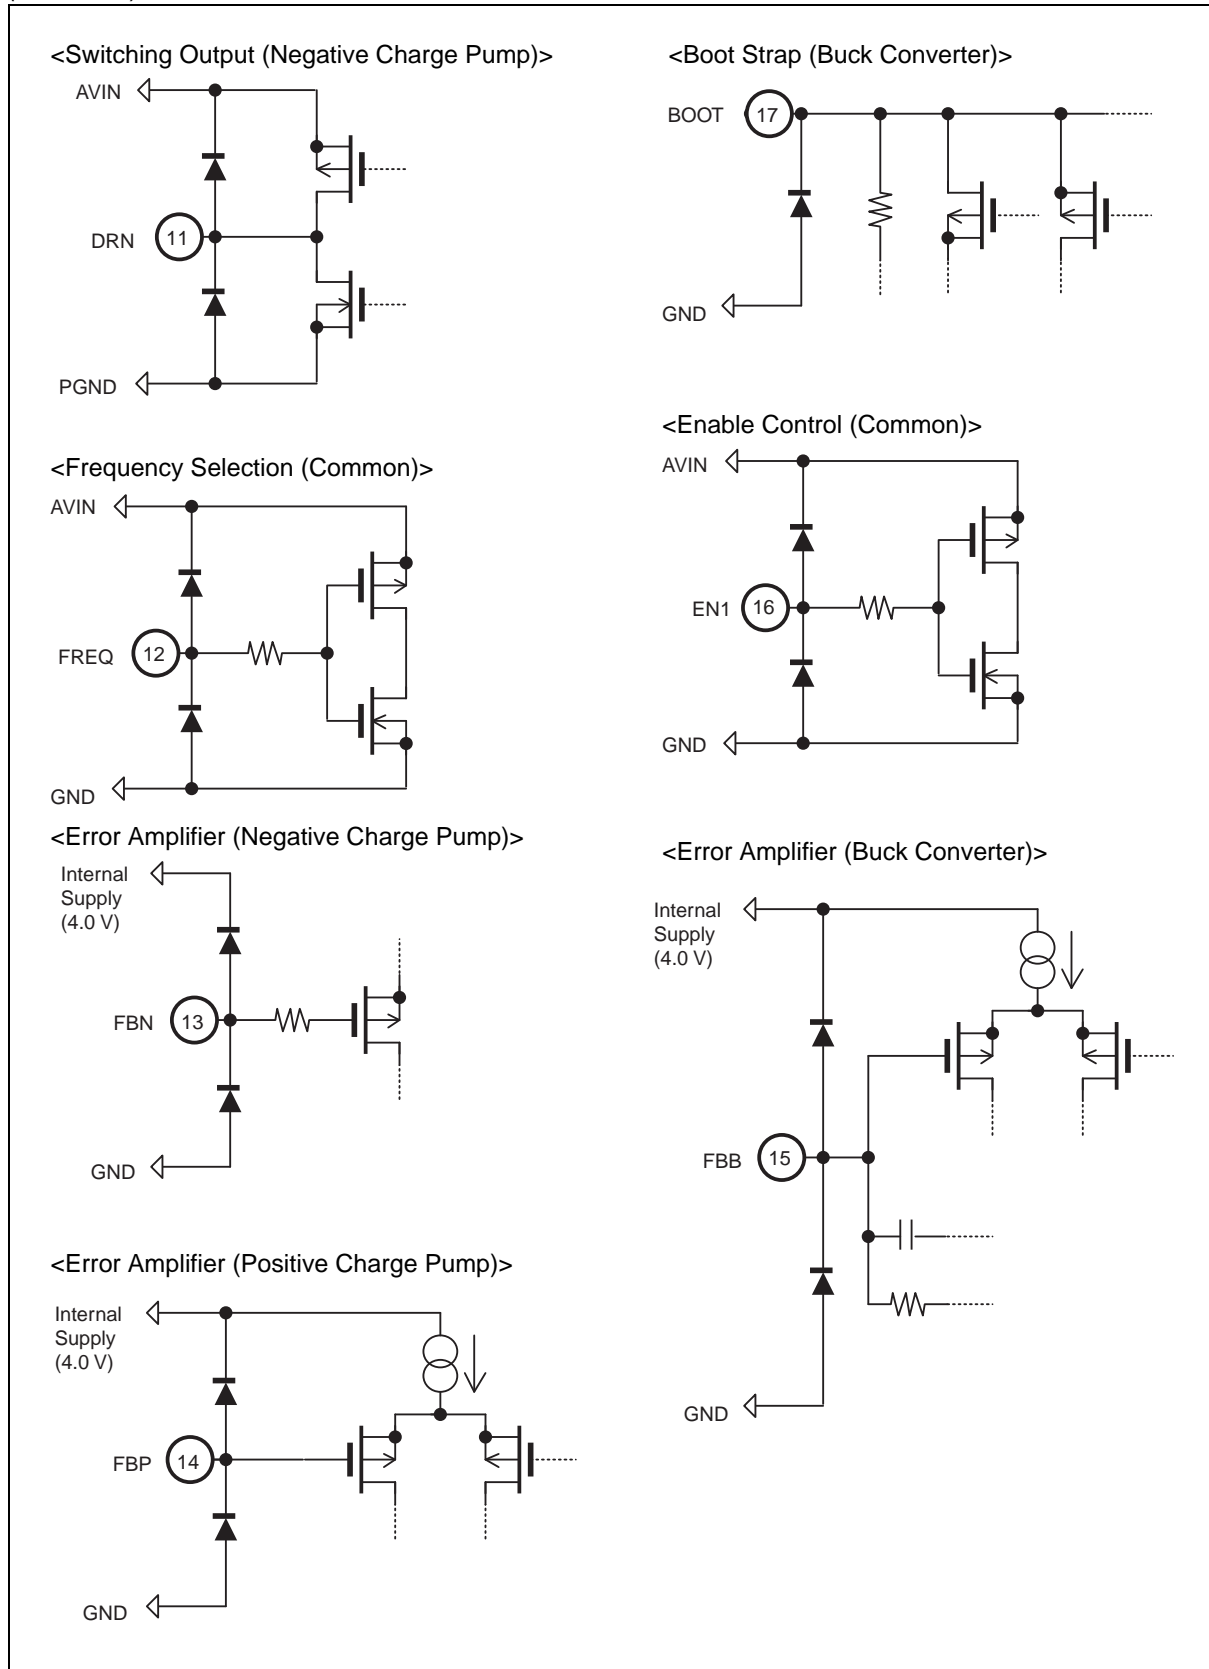 <Switching Output (Negative Charge Pump)>
AVIN
DRN 11
PGND
<Frequency Selection (Common)>
AVIN
FREQ 12
GND
<Error Amplifier (Negative Charge Pump)>
Internal
Supply
(4.0 V)
FBN 13
GND
<Error Amplifier (Positive Charge Pump)>
Internal
Supply
(4.0 V)
FBP 14
GND
<Boot Strap (Buck Converter)>
BOOT 17
GND
<Enable Control (Common)>
AVIN
EN1 16
GND
<Error Amplifier (Buck Converter)>
Internal
Supply
(4.0 V)
FBB 15
GND